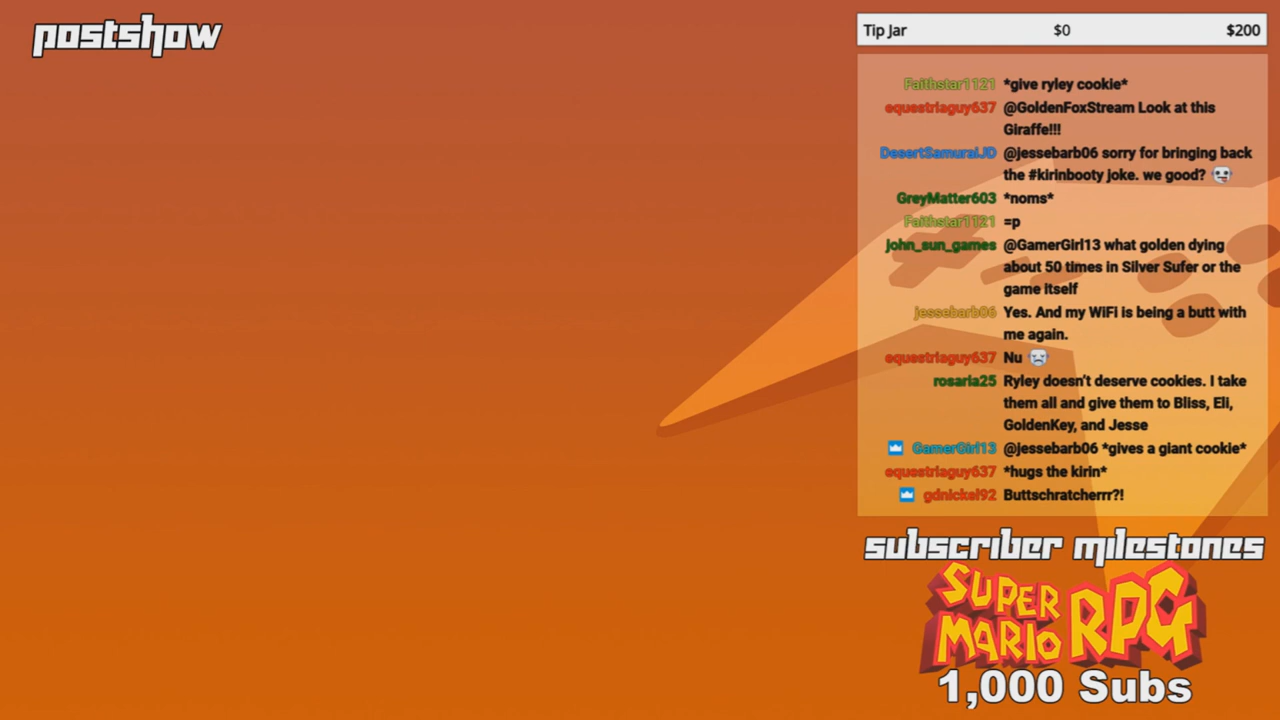 postshow
Tip Jar $0 $200
Faithstar1121 *give ryley cookie*
equestriaguy637 @GoldenFoxStream Look at this
Giraffe!!!
DesertSamuraiJD @jessebarb06 sorry for bringing back
the #kirinbooty joke. we good?
GreyMatter603 *noms*
Faithstar1121 =p
john_sun_games @GamerGirl13 what golden dying
about 50 times in Silver Sufer or the
game itself
jessebarb06 Yes. And my WiFi is being a butt with
me again.
equestriaguy637 Nu
rosaria25 Ryley doesn't deserve cookies. I take
them all and give them to Bliss, Eli,
GoldenKey, and Jesse
GamerGirl13 @jessebarb06 *gives a giant cookie*
equestriaguy637 *hugs the kirin*
gdnickel92 Buttschratcherrr?!
subscriber milestones
SUPER
MARIO RPG
1,000 Subs